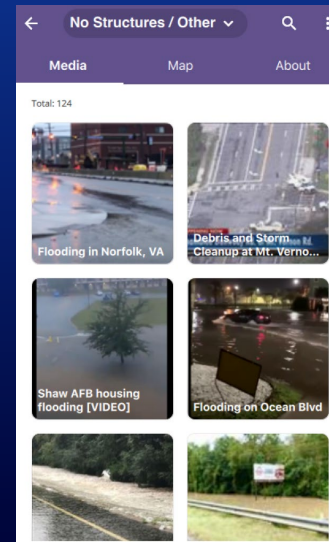 No Structures / Other
Media Map About
Total: 124
Flooding in Norfolk, VA
Debris and Storm
Cleanup at Mt. Verno...
Shaw AFB housing
flooding [VIDEO]
Flooding on Ocean Blvd